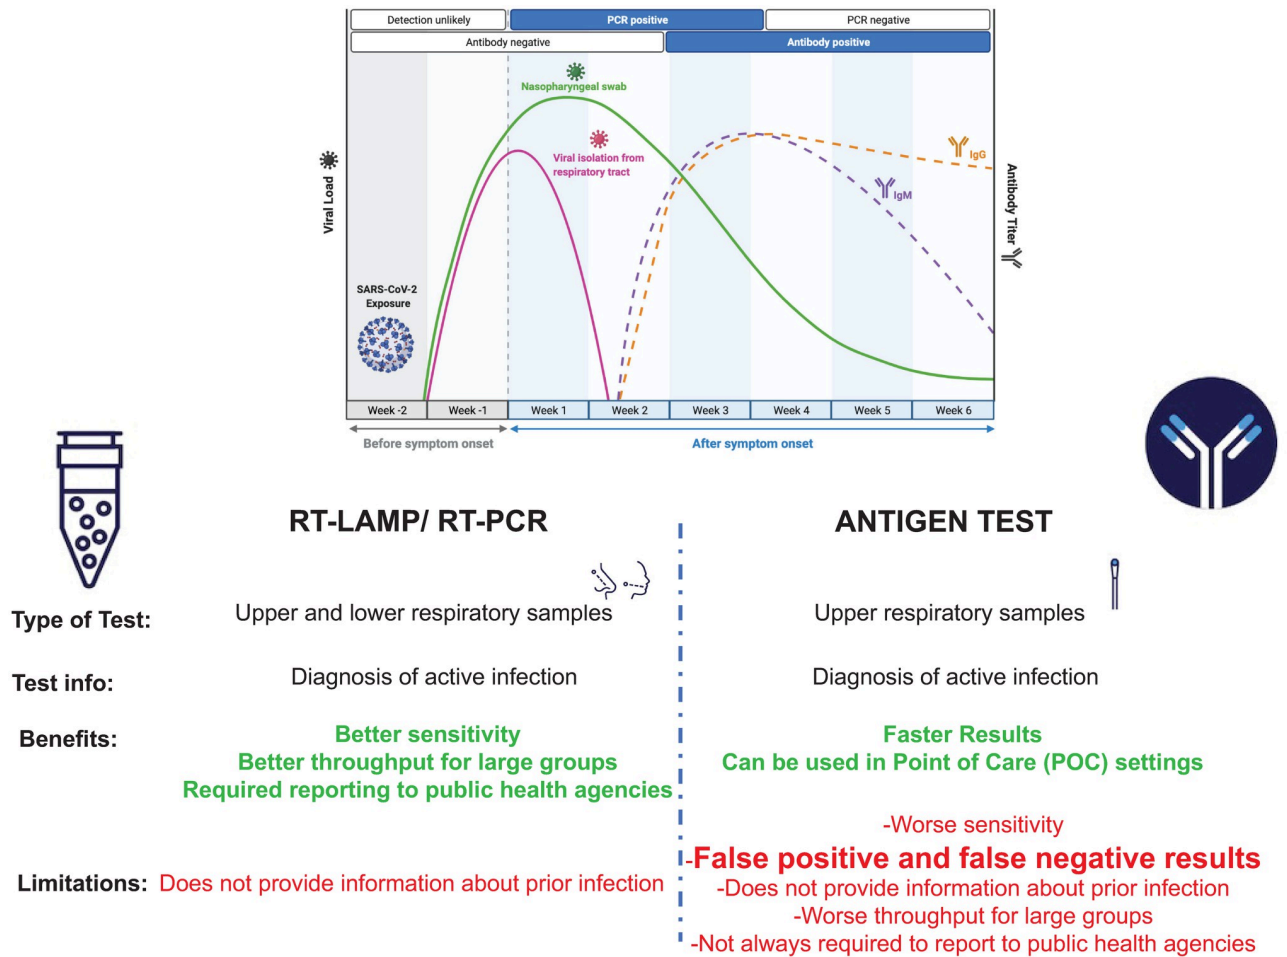 Detection unlikely
PCR positive
PCR negative
Antibody negative
Antibody positive
Nasopharyngeal swab
Viral isolation from
respiratory tract
IgG
IgM
Viral Load
Antibody Titer
SARS-CoV-2
Exposure
Week -2
Week -1
Week 1
Week 2
Week 3
Week 4
Week 5
Week 6
Before symptom onset
After symptom onset
RT-LAMP/ RT-PCR
ANTIGEN TEST
Type of Test:
Upper and lower respiratory samples
Upper respiratory samples
Test info:
Diagnosis of active infection
Diagnosis of active infection
Benefits:
Better sensitivity
Better throughput for large groups
Required reporting to public health agencies
Faster Results
Can be used in Point of Care (POC) settings
Limitations:
Does not provide information about prior infection
-Worse sensitivity
-False positive and false negative results
-Does not provide information about prior infection
-Worse throughput for large groups
-Not always required to report to public health agencies